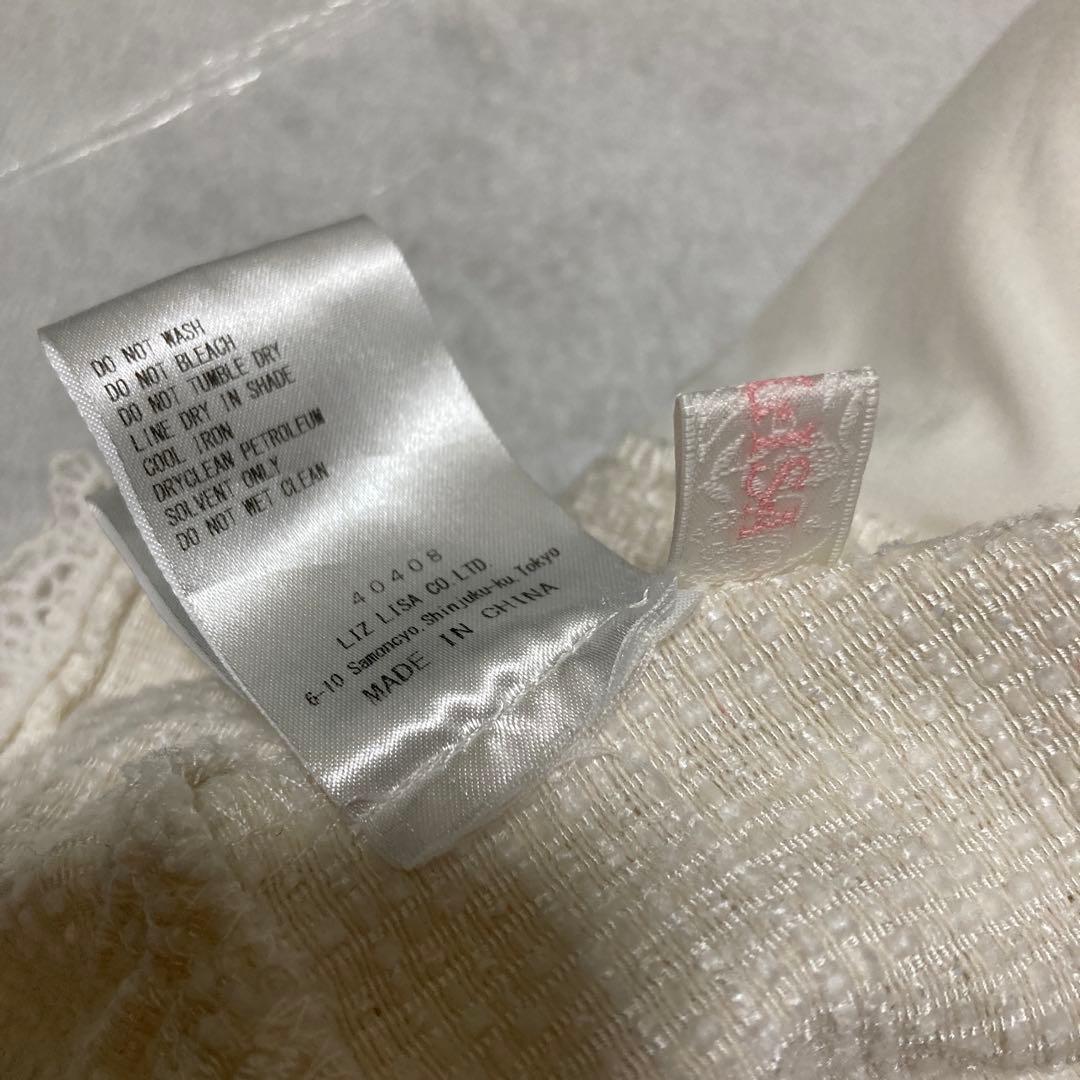 DO NOT WASH
DO NOT BLEACH
DO NOT TUMBLE DRY
LINE DRY IN SHADE
COOL IRON
DRYCLEAN PETROLEUM
SOLVENT ONLY
DO NOT WET CLEAN
40408
LIZ LISA CO.LTD.
6-10 Samoncyo.Shinjuku-ku.Tokyo
MADE IN CHINA
LISA